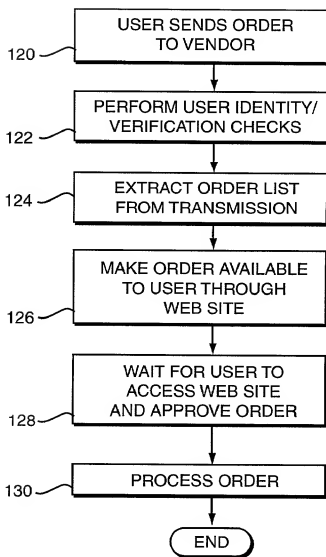 USER SENDS ORDER
TO VENDOR
120
PERFORM USER IDENTITY/
VERIFICATION CHECKS
122
EXTRACT ORDER LIST
FROM TRANSMISSION
124
MAKE ORDER AVAILABLE
TO USER THROUGH
WEB SITE
126
WAIT FOR USER TO
ACCESS WEB SITE
AND APPROVE ORDER
128
PROCESS ORDER
130
END